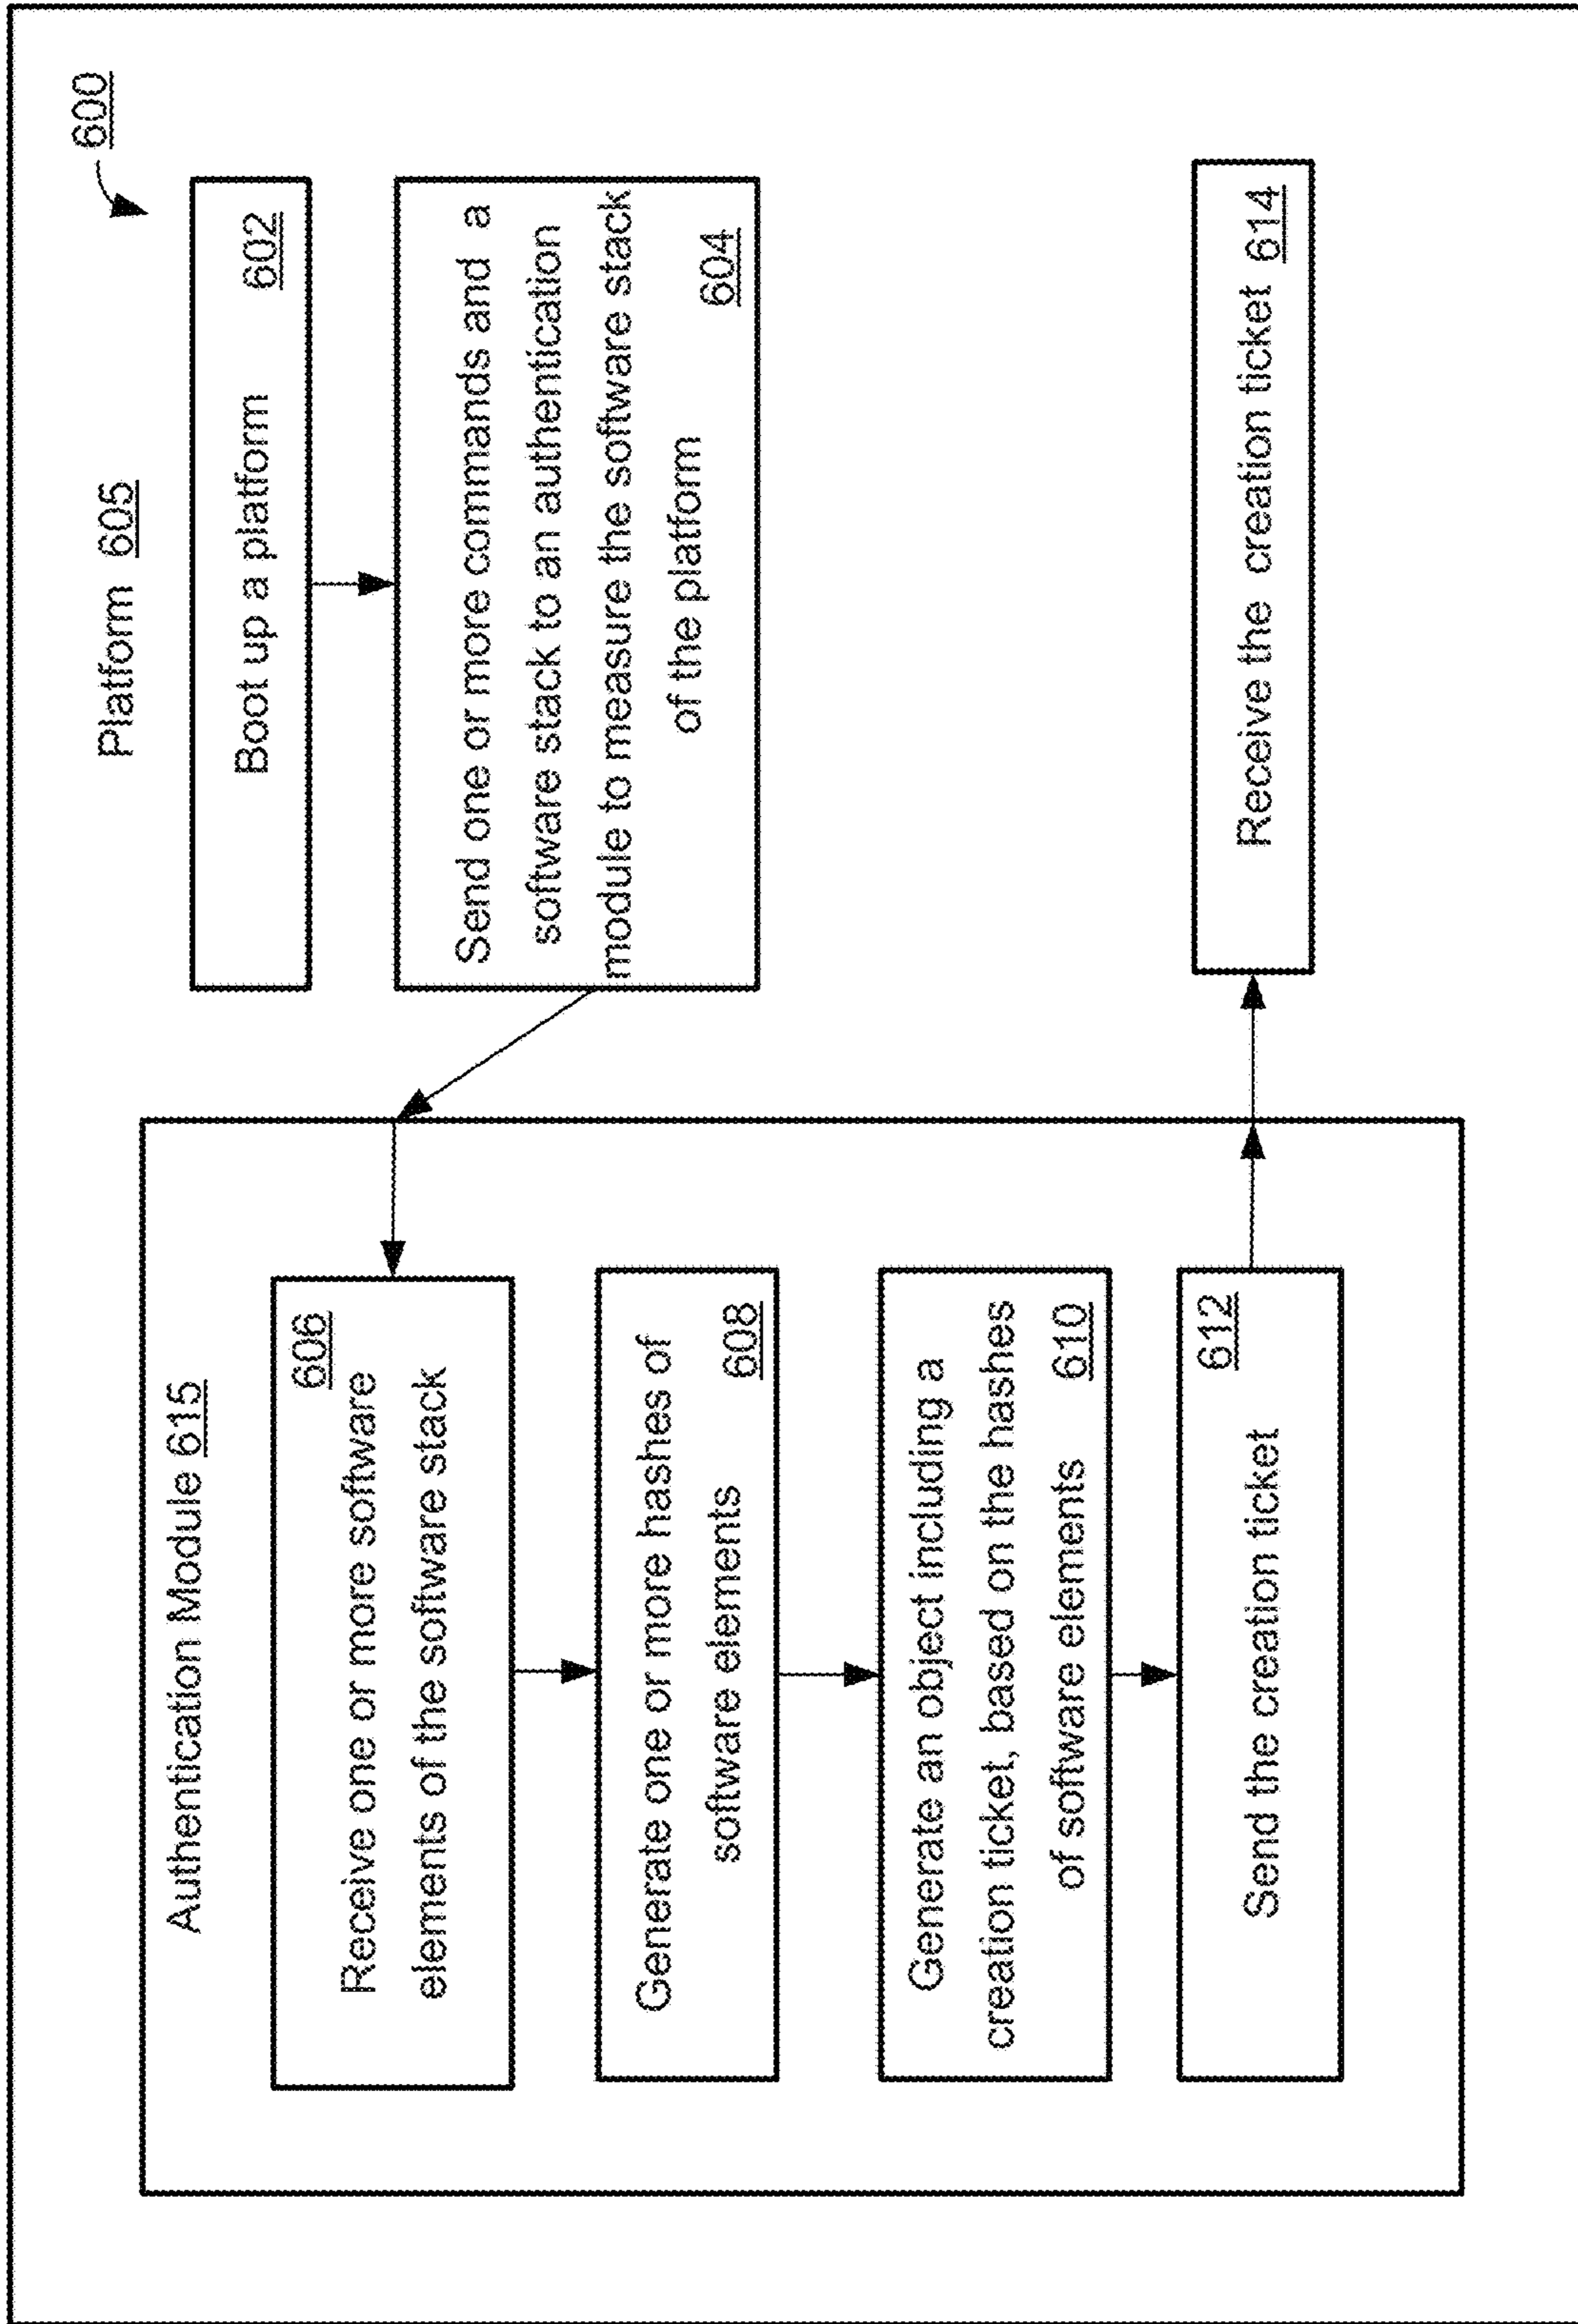 600
Platform 605
Boot up a platform 602
Send one or more commands and a
software stack to an authentication
module to measure the software stack
of the platform 604
Authentication Module 615
606
Receive one or more software
elements of the software stack
Generate one or more hashes of
software elements 608
Generate an object including a
creation ticket, based on the hashes
of software elements 610
612
Send the creation ticket
Receive the creation ticket 614